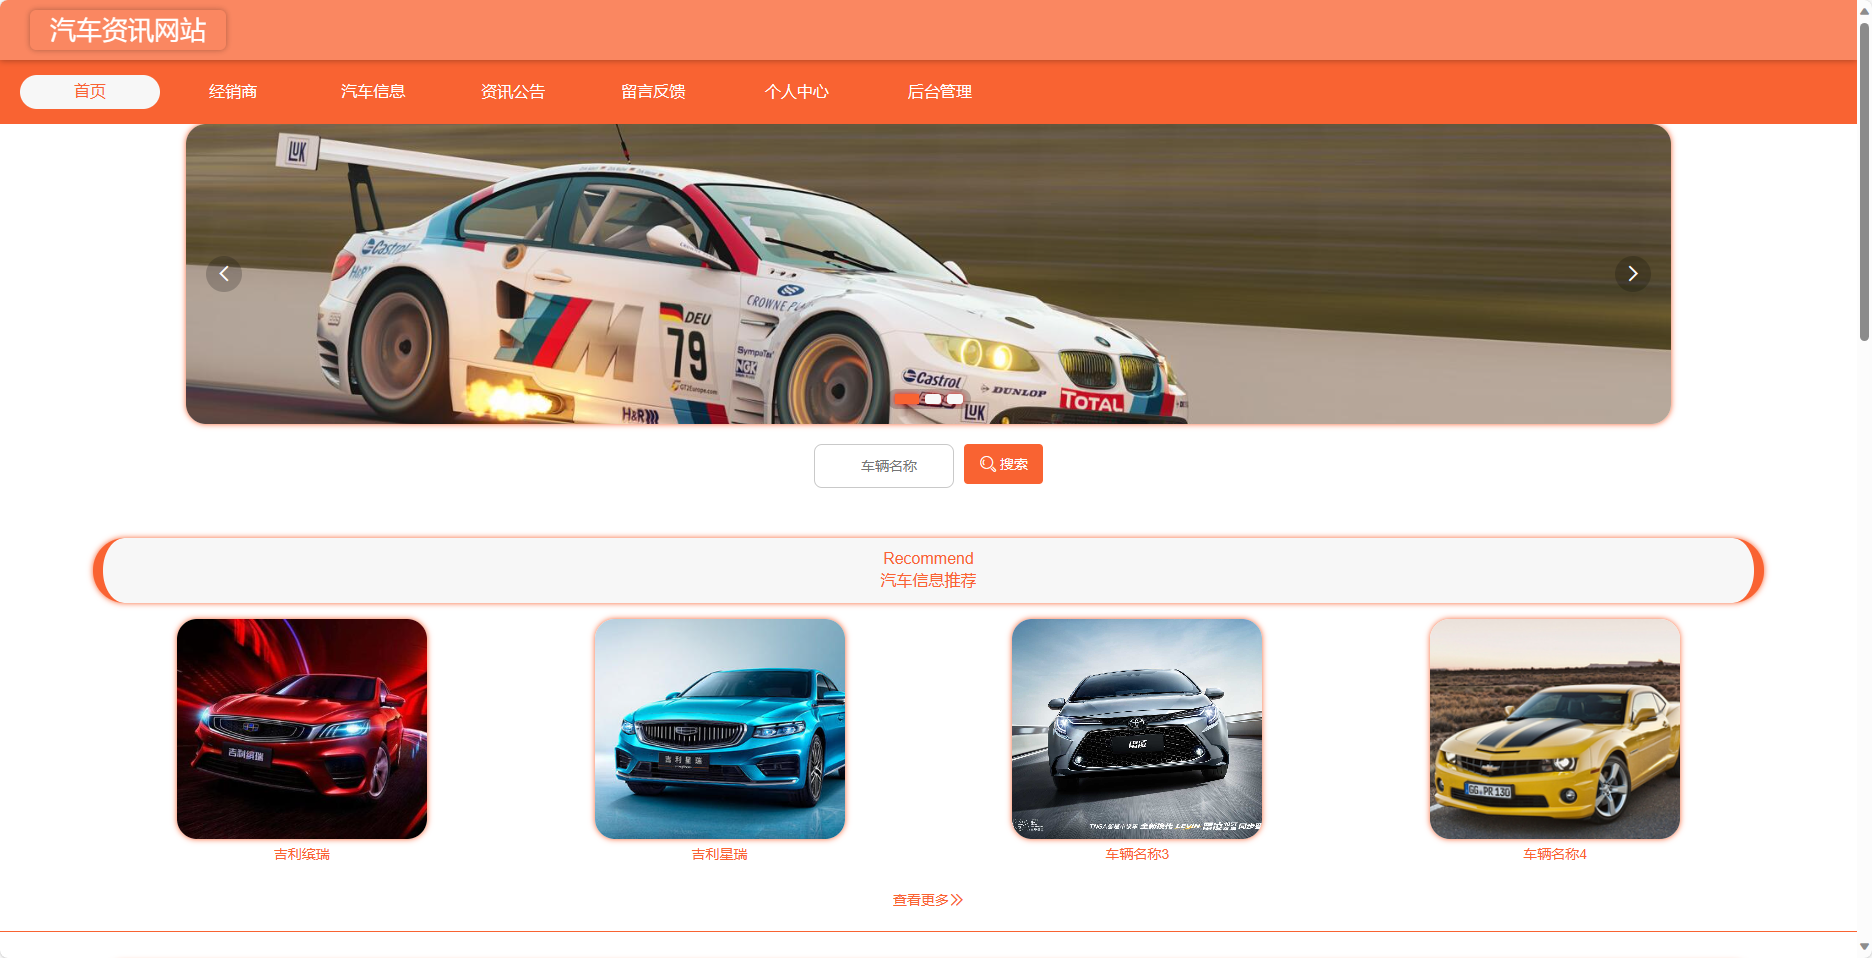 汽车资讯网站
首页
经销商
汽车信息
资讯公告
留言反馈
个人中心
后台管理
LUK
Castrol
H&R
CROWNE PL
DEU
79
SympaTex
NGK
GT2Europe.com
H&R
Castrol
DUNLOP
LUK
TOTAL
车辆名称
搜索
Recommend
汽车信息推荐
吉利缤瑞
吉利星瑞
GG PR 130
吉利缤瑞
吉利星瑞
车辆名称3
车辆名称4
查看更多